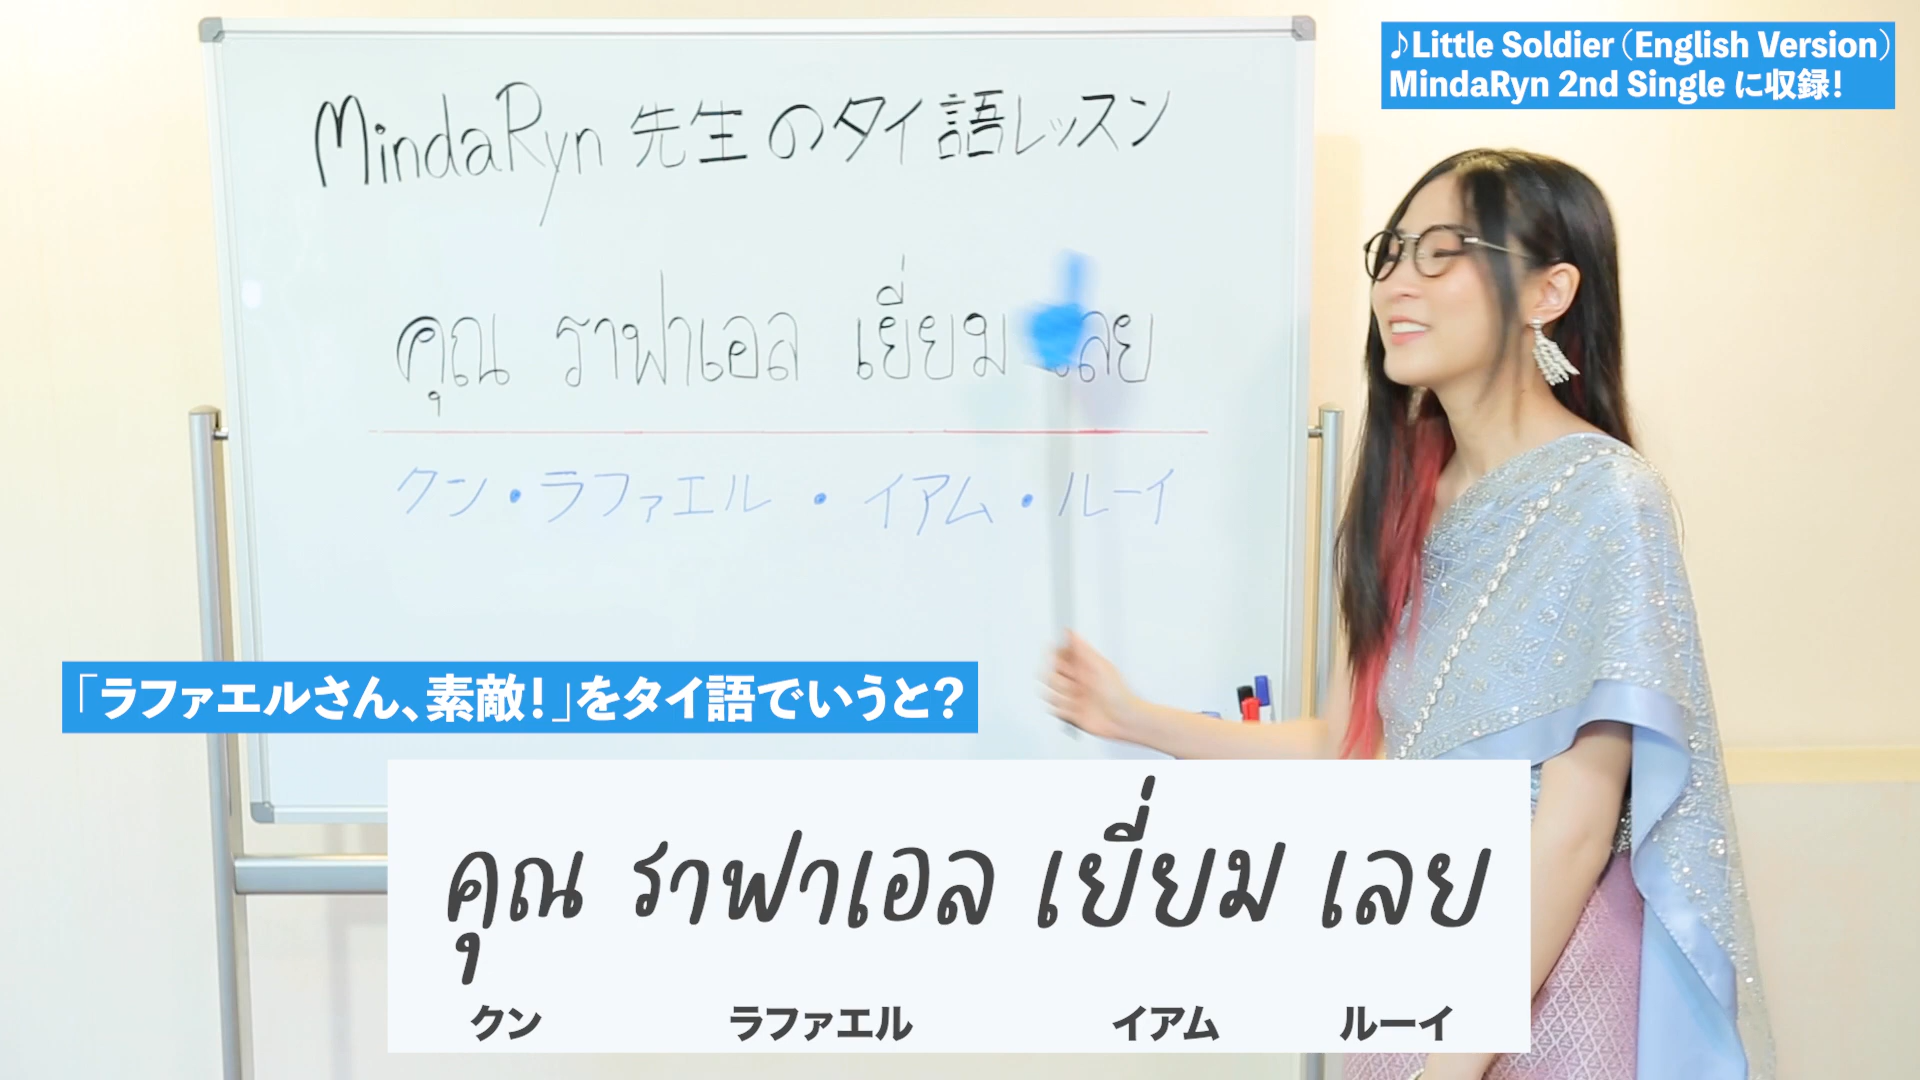 ♪Little Soldier（English Version）
MindaRyn 2nd Single に収録！
MindaRyn 先生のタイ語レッスン
คุณ ราฟาเอล เยี่ยม เลย
クン・ラファエル・イアム・ルーイ
「ラファエルさん、素敵！」をタイ語でいうと？
คุณ ราฟาเอล เยี่ยม เลย
クン ラファエル イアム ルーイ